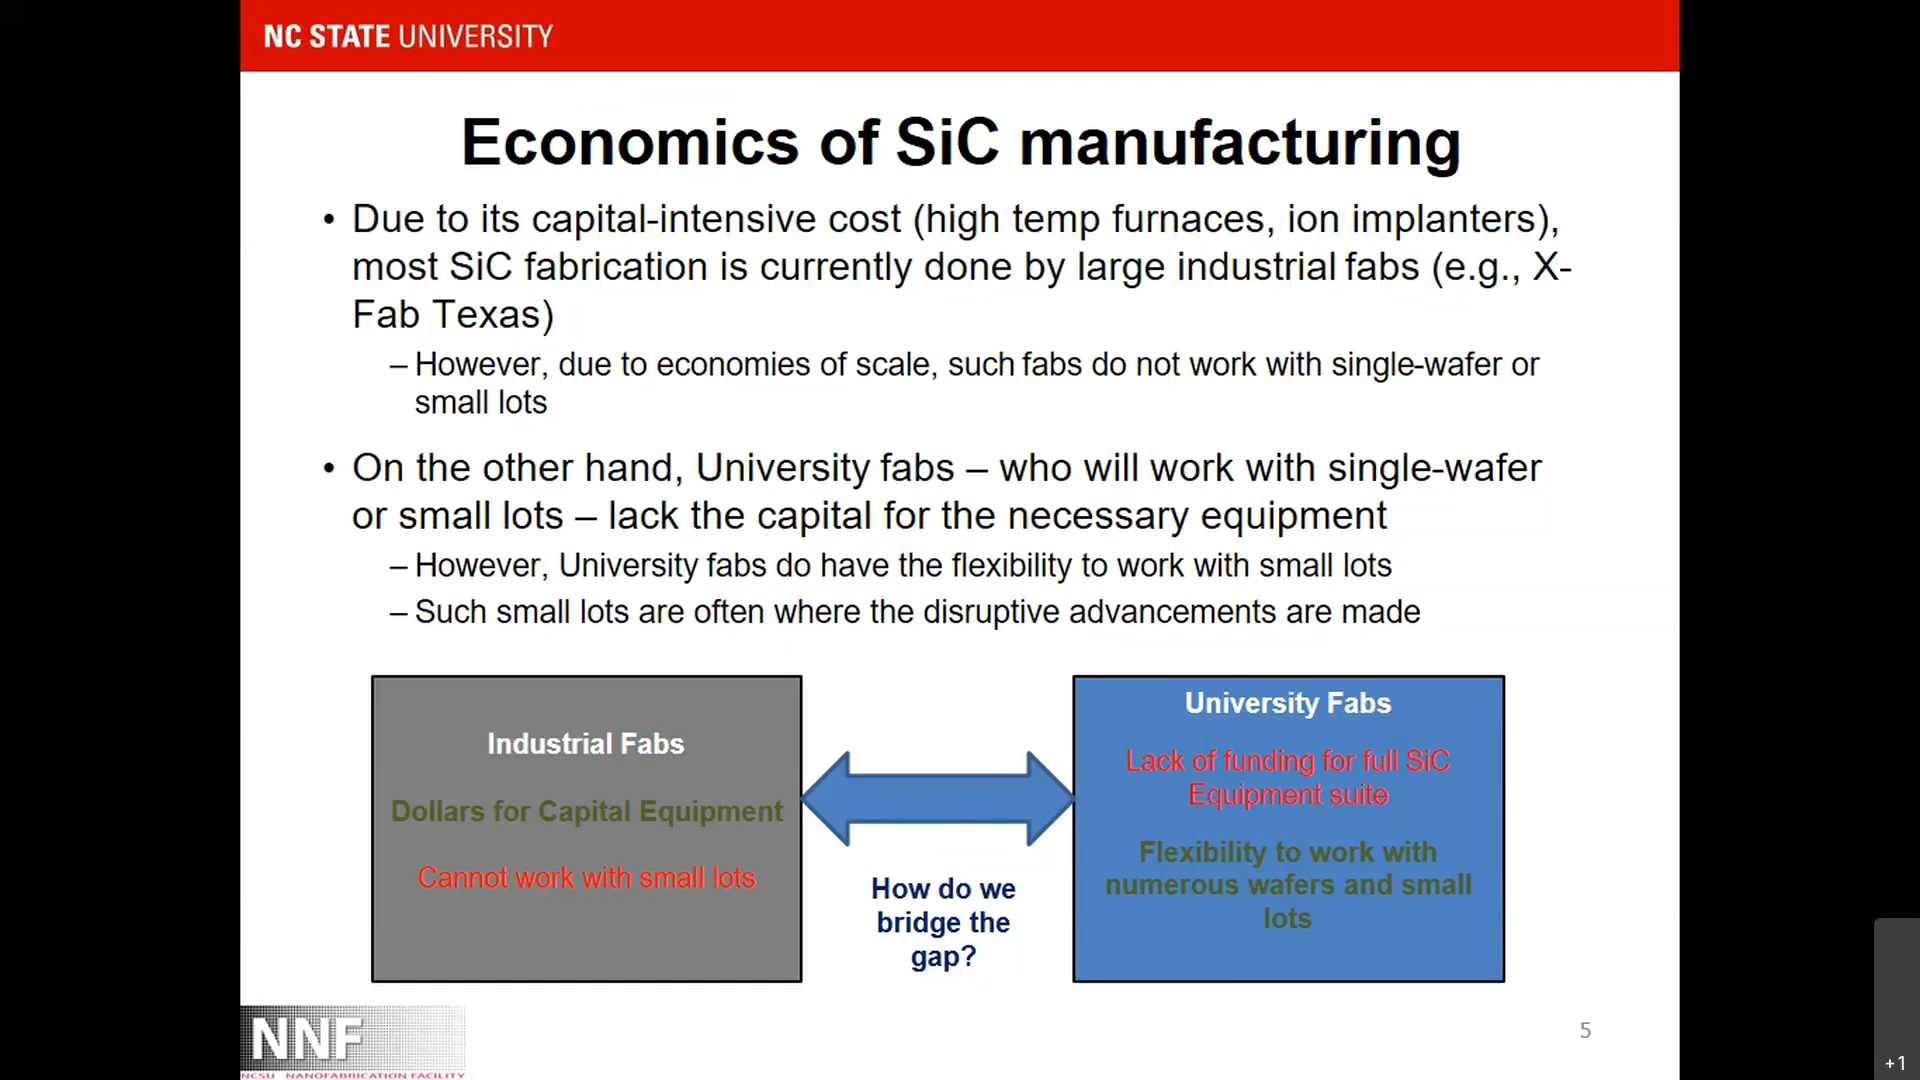 NC STATE UNIVERSITY
Economics of SiC manufacturing
• Due to its capital-intensive cost (high temp furnaces, ion implanters),
most SiC fabrication is currently done by large industrial fabs (e.g., X-
Fab Texas)
– However, due to economies of scale, such fabs do not work with single-wafer or
small lots
• On the other hand, University fabs – who will work with single-wafer
or small lots – lack the capital for the necessary equipment
– However, University fabs do have the flexibility to work with small lots
– Such small lots are often where the disruptive advancements are made
Industrial Fabs
Dollars for Capital Equipment
Cannot work with small lots
How do we
bridge the
gap?
University Fabs
Lack of funding for full SiC
Equipment suite
Flexibility to work with
numerous wafers and small
lots
NNF
NCSU NANOFABRICATION FACILITY
5
+1